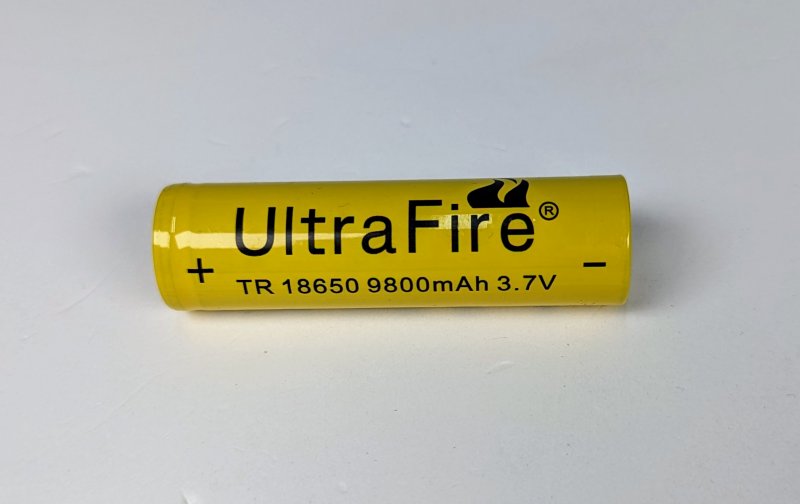 UltraFire®
+ −
TR 18650 9800mAh 3.7V